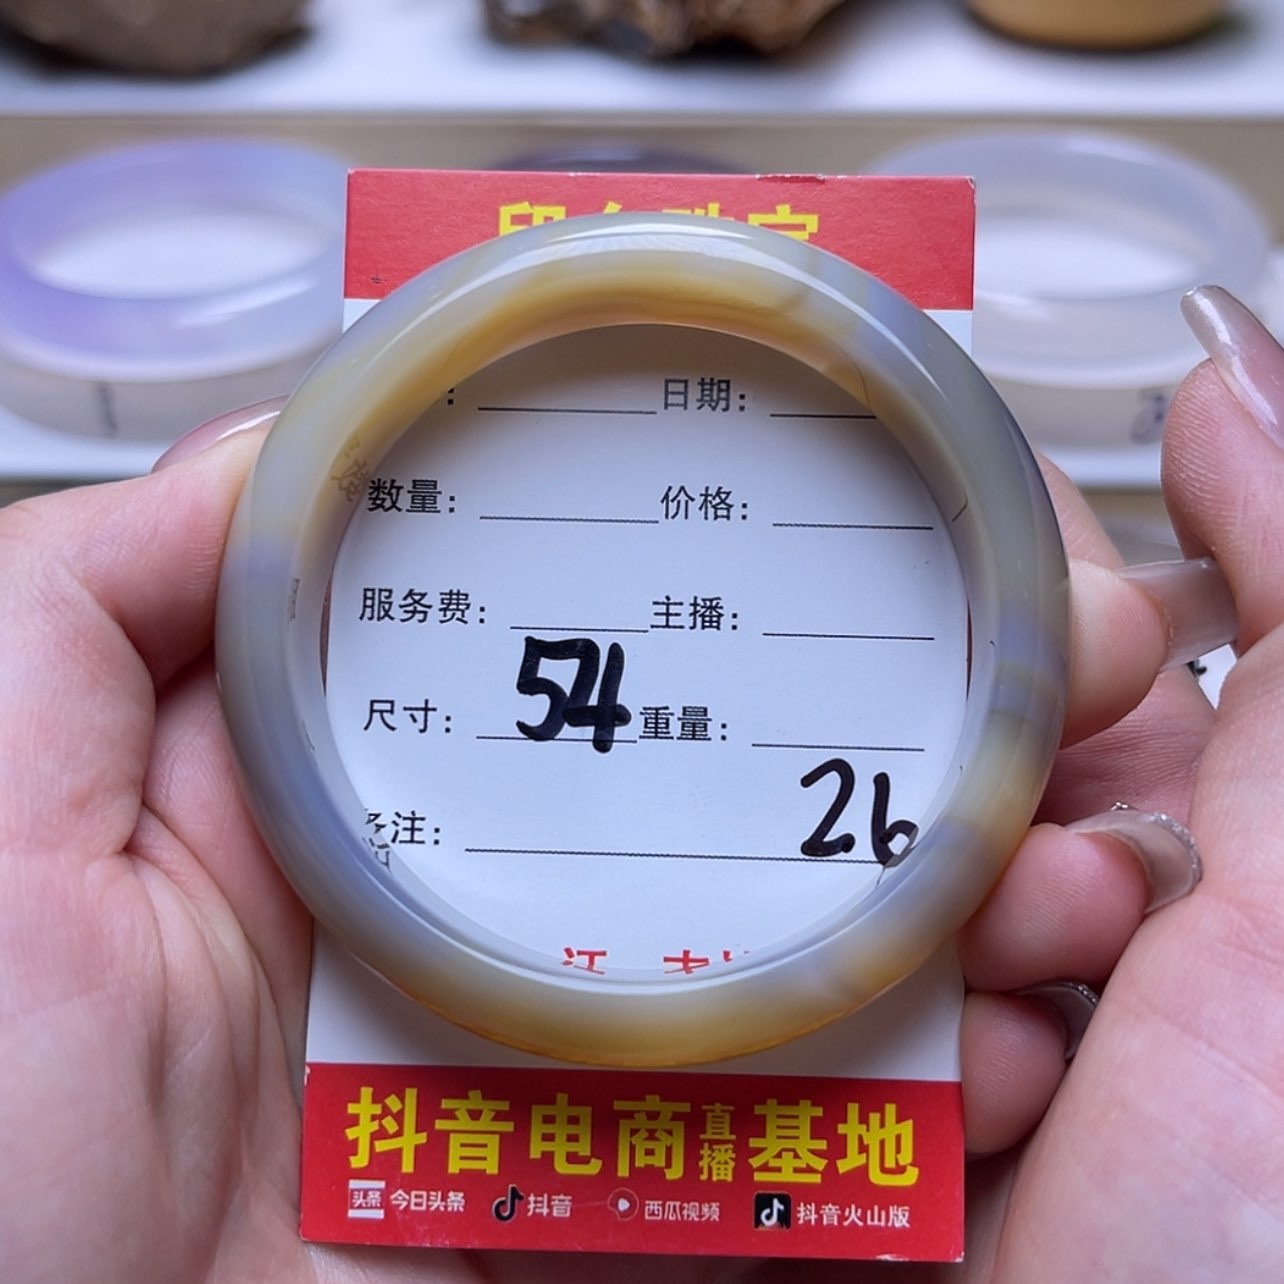 日期：
数量： 价格：
服务费： 主播：
尺寸： 54 重量：
注： 26
抖音电商直播基地
头条 今日头条 抖音 西瓜视频 抖音火山版